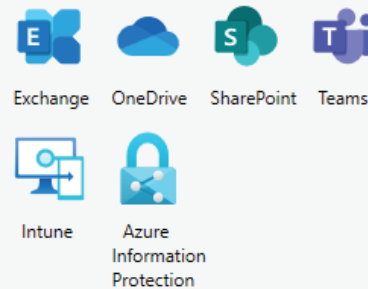 E
S
T
Exchange OneDrive SharePoint Teams
Intune Azure
Information
Protection